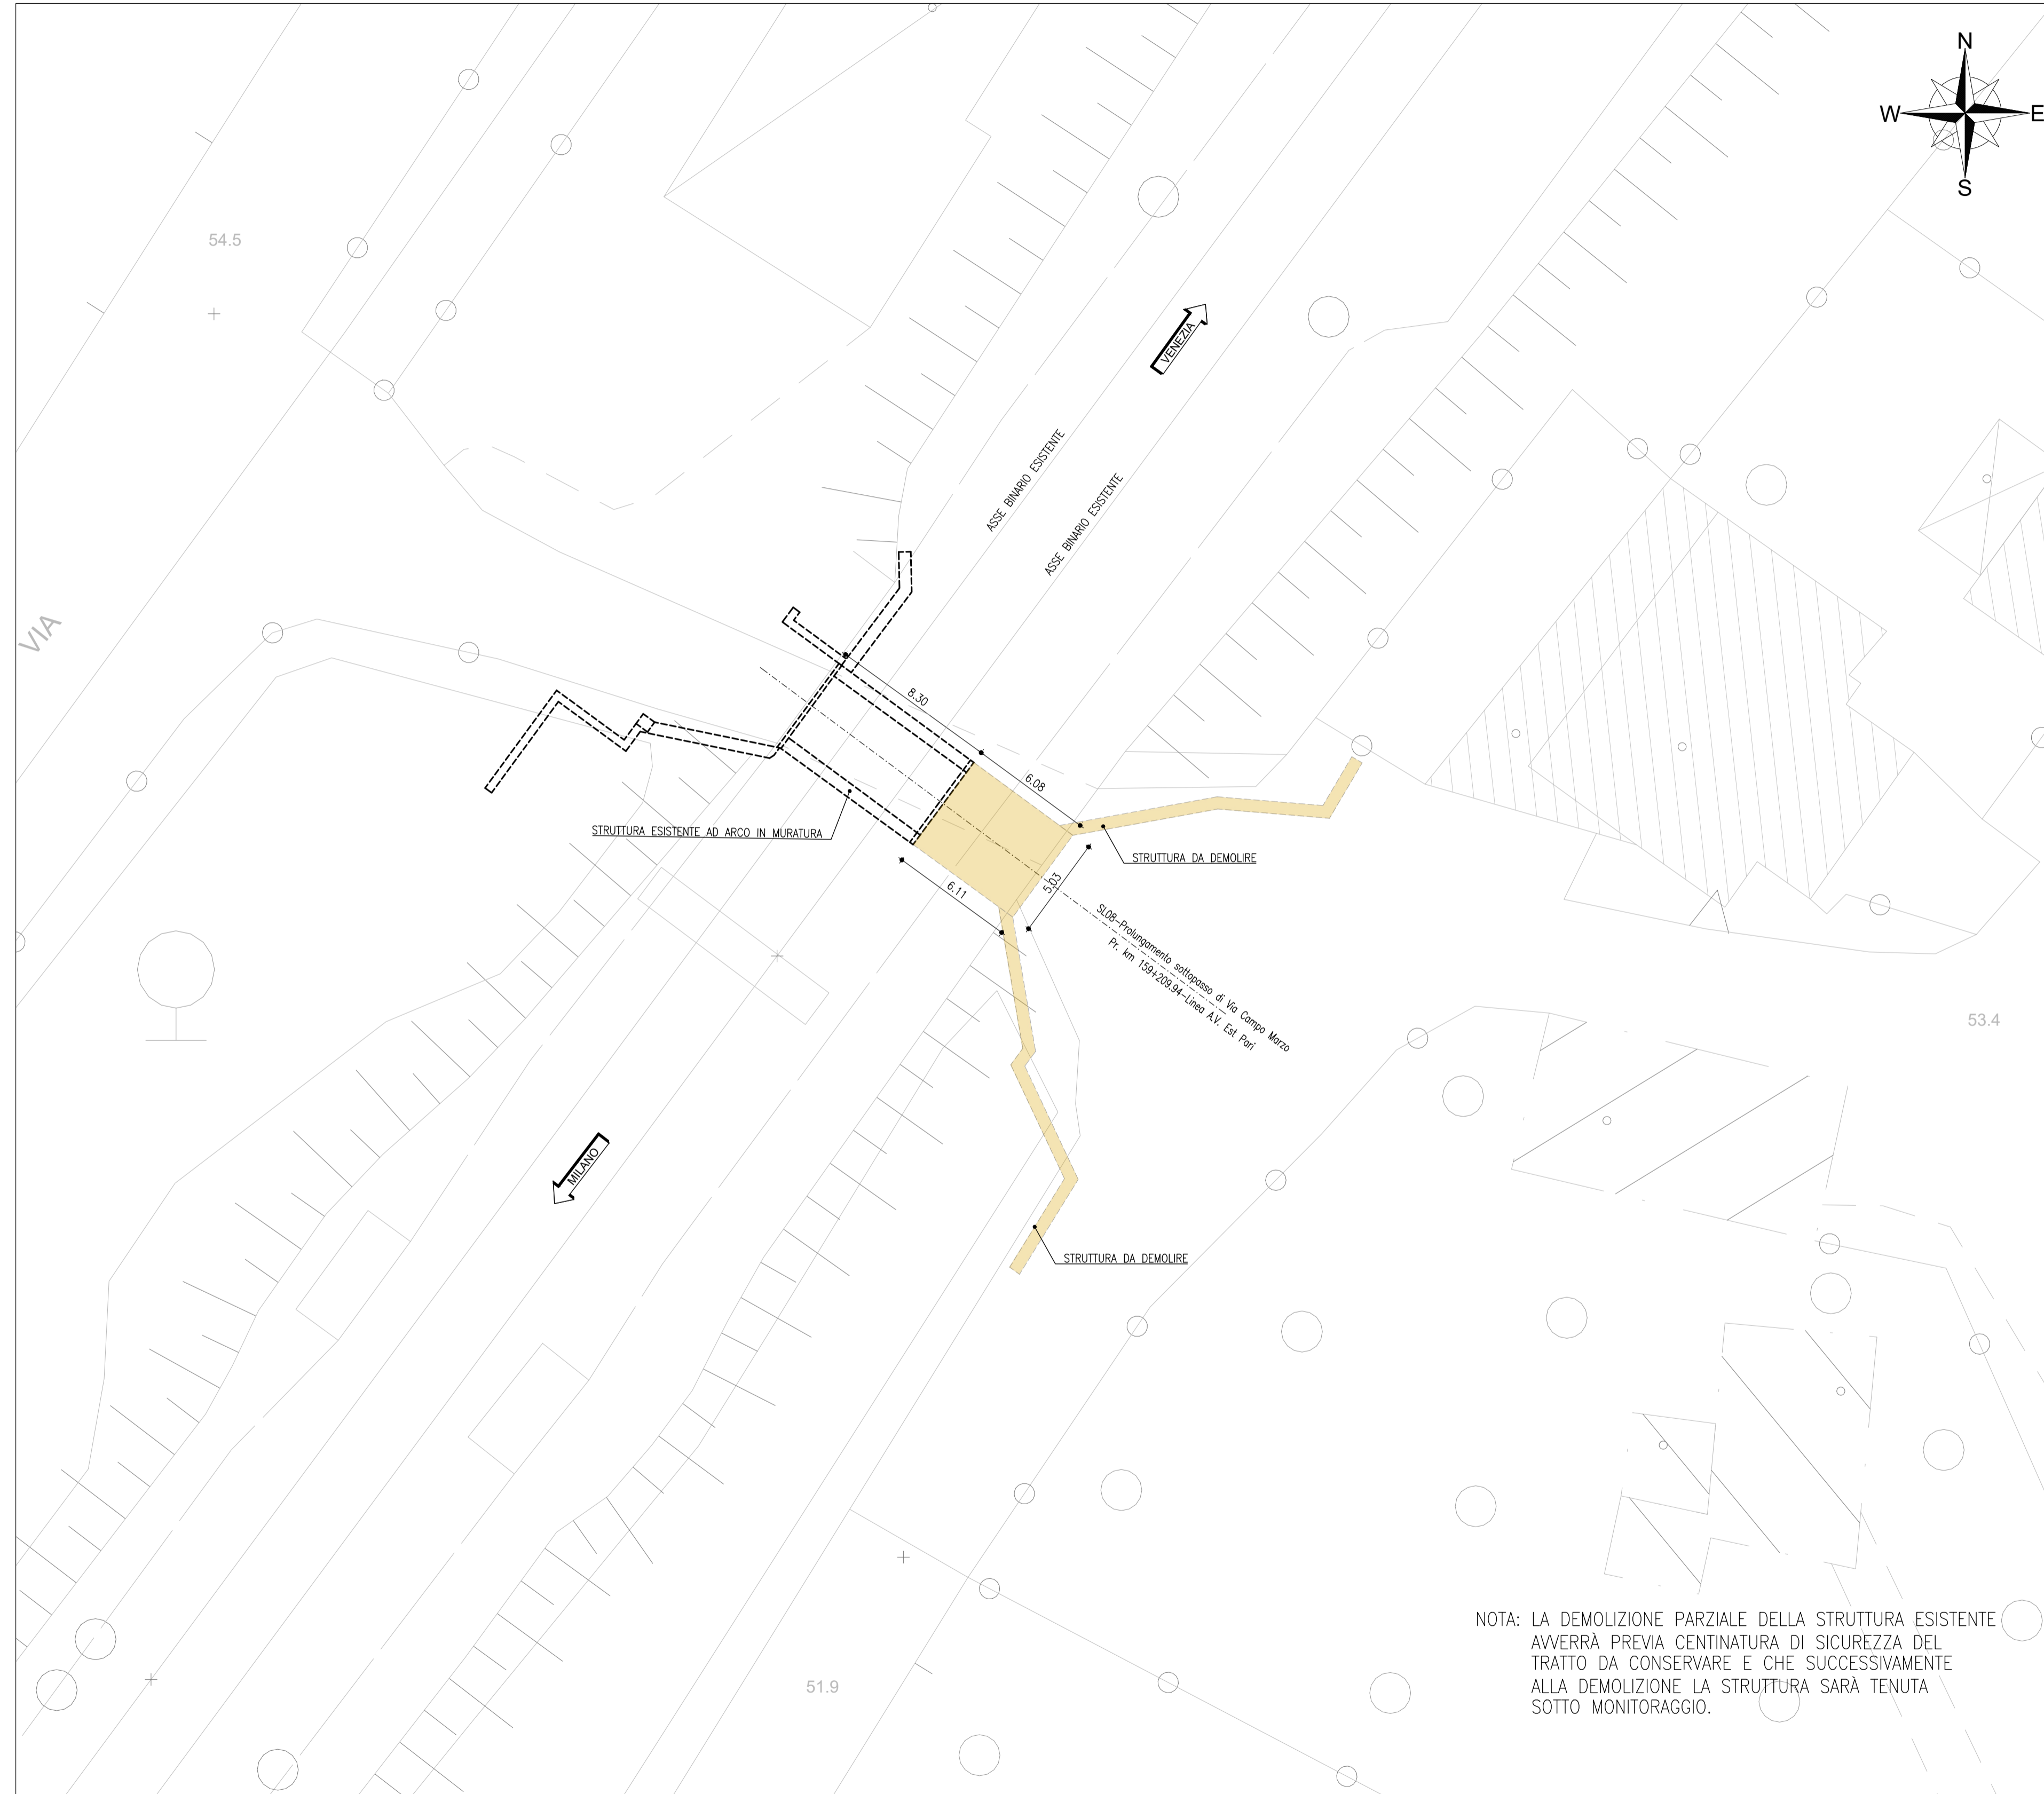 N
W
E
S
54.5
VENEZIA
ASSE BINARIO ESISTENTE
ASSE BINARIO ESISTENTE
VIA
8.30
6.08
STRUTTURA ESISTENTE AD ARCO IN MURATURA
STRUTTURA DA DEMOLIRE
6.11
5.03
SL08-Prolungamento sottopasso di Via Campo Marzo
Pr. km 159+209.94-Linea A.V. Est Pari
53.4
MILANO
STRUTTURA DA DEMOLIRE
NOTA: LA DEMOLIZIONE PARZIALE DELLA STRUTTURA ESISTENTE
AVVERRÀ PREVIA CENTINATURA DI SICUREZZA DEL
TRATTO DA CONSERVARE E CHE SUCCESSIVAMENTE
ALLA DEMOLIZIONE LA STRUTTURA SARÀ TENUTA
SOTTO MONITORAGGIO.
51.9